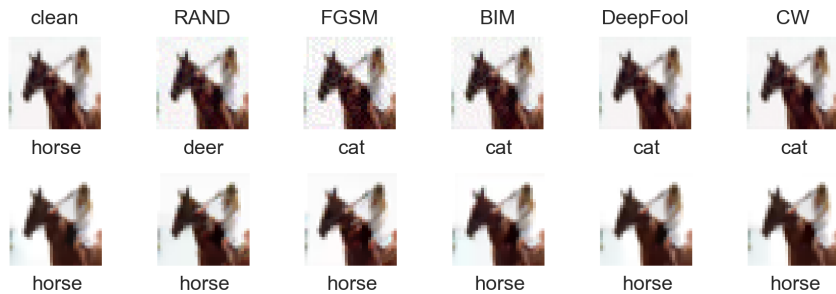 clean RAND FGSM BIM DeepFool CW
horse deer cat cat cat cat
horse horse horse horse horse horse